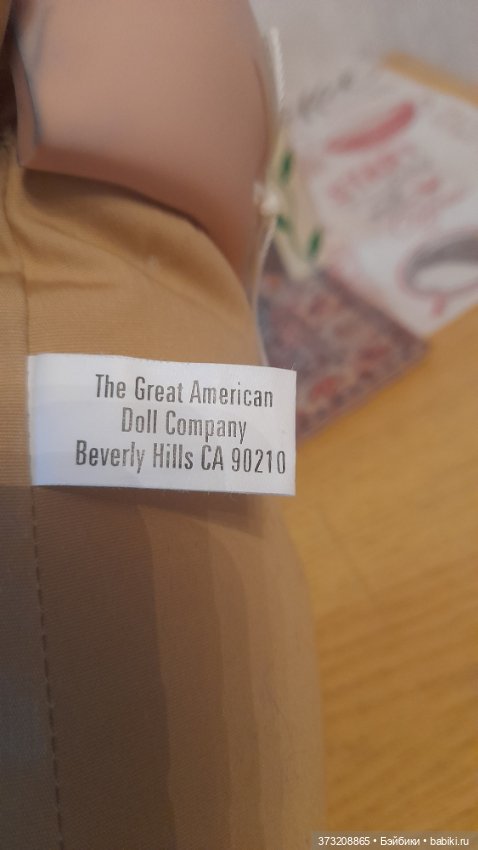 The Great American
Doll Company
Beverly Hills CA 90210
373208865 • Бэйбики • babiki.ru